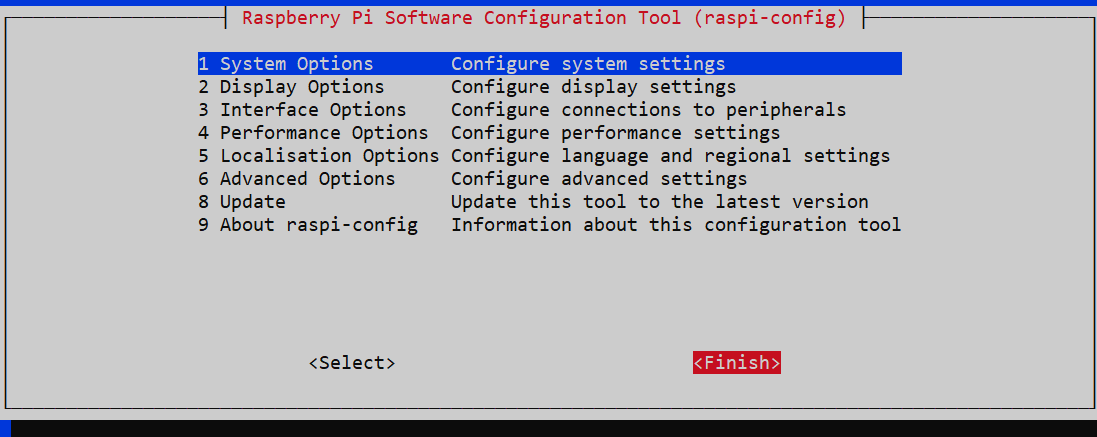 Raspberry Pi Software Configuration Tool (raspi-config)
1 System Options Configure system settings
2 Display Options Configure display settings
3 Interface Options Configure connections to peripherals
4 Performance Options Configure performance settings
5 Localisation Options Configure language and regional settings
6 Advanced Options Configure advanced settings
8 Update Update this tool to the latest version
9 About raspi-config Information about this configuration tool
<Select> <Finish>